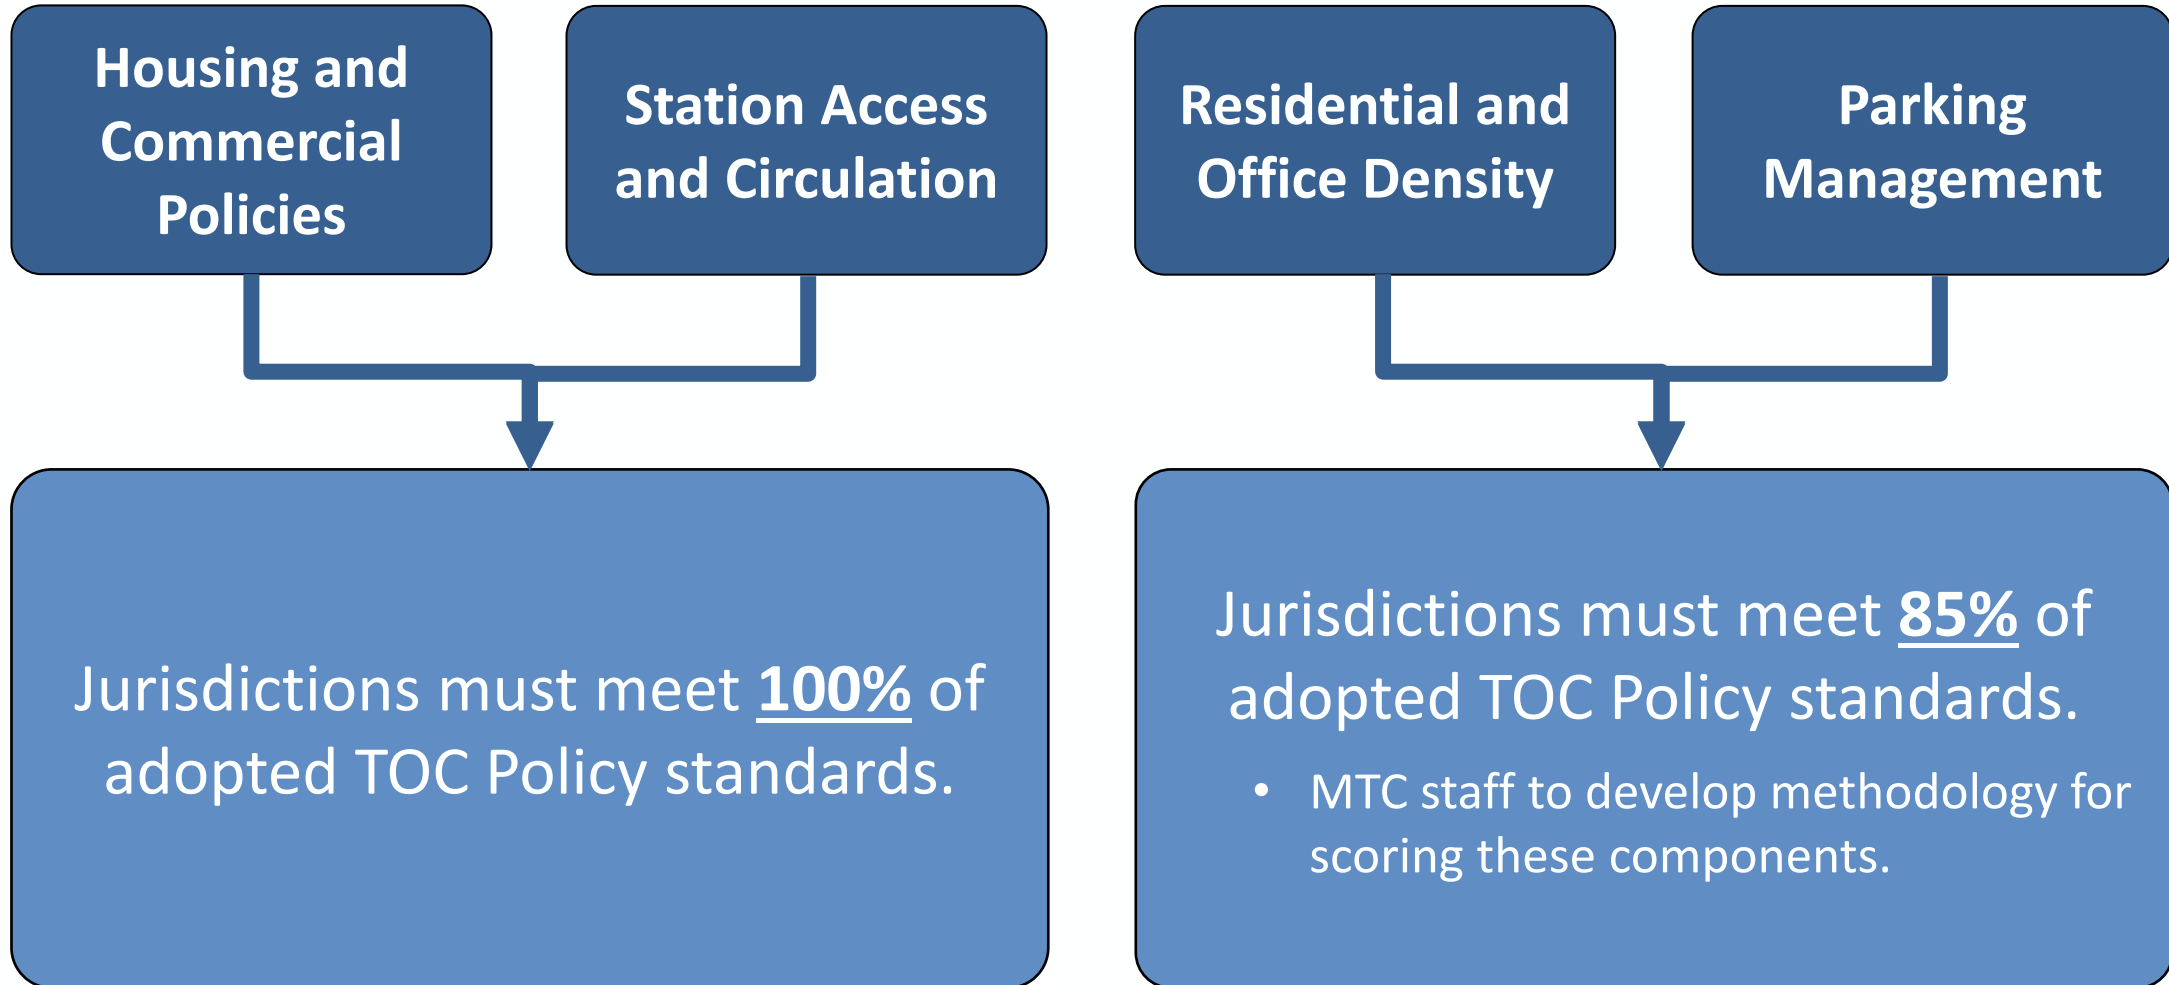 Housing and
Commercial
Policies
Station Access
and Circulation
Residential and
Office Density
Parking
Management
Jurisdictions must meet 100% of
adopted TOC Policy standards.
Jurisdictions must meet 85% of
adopted TOC Policy standards.
• MTC staff to develop methodology for
scoring these components.